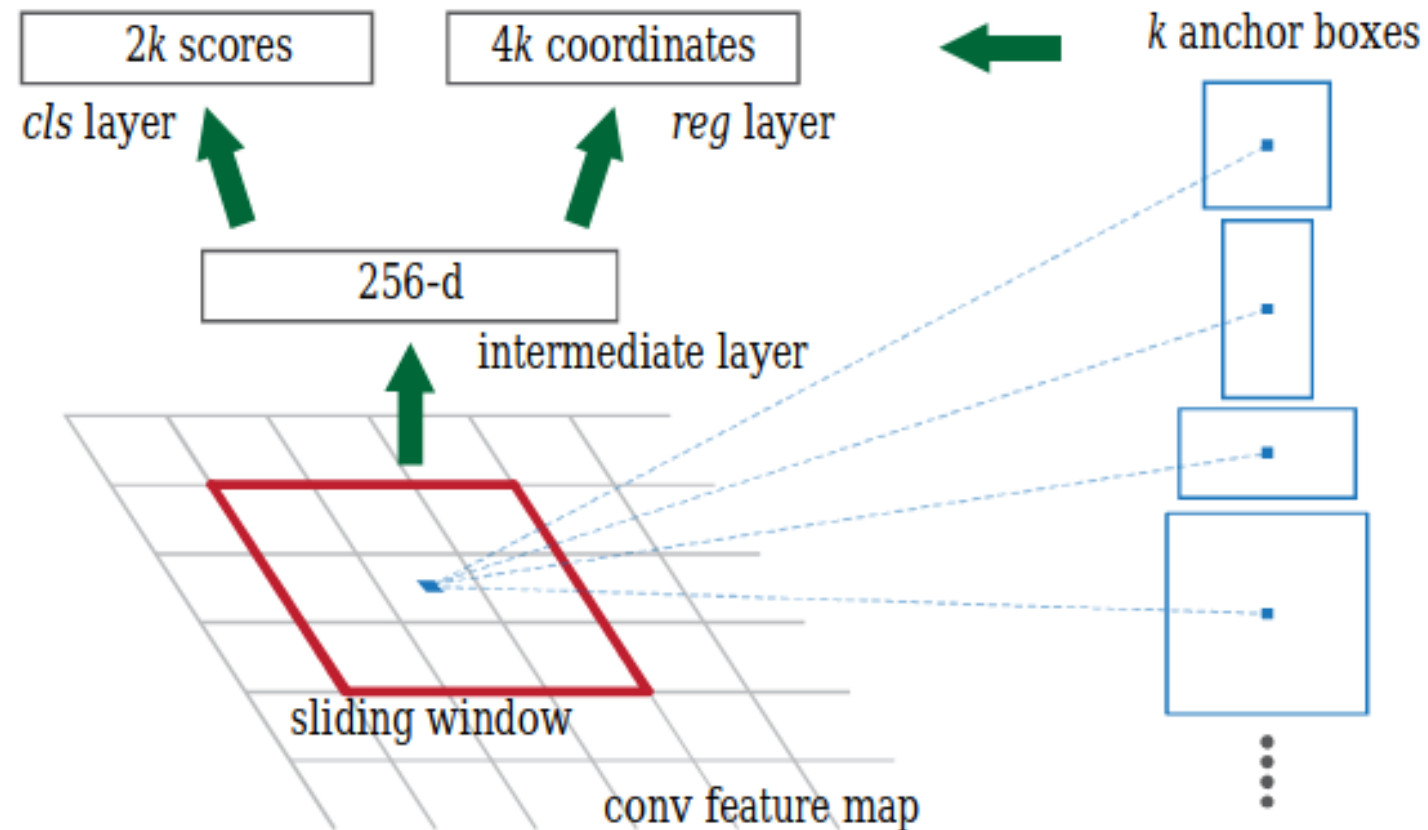 2k scores
4k coordinates
k anchor boxes
cls layer
reg layer
256-d
intermediate layer
sliding window
conv feature map